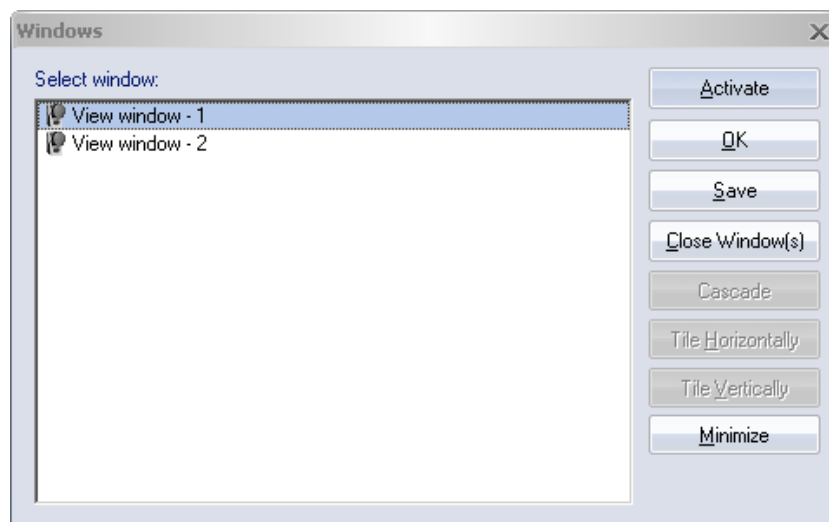 Windows
Select window:
View window - 1
View window - 2
Activate
OK
Save
Close Window(s)
Cascade
Tile Horizontally
Tile Vertically
Minimize